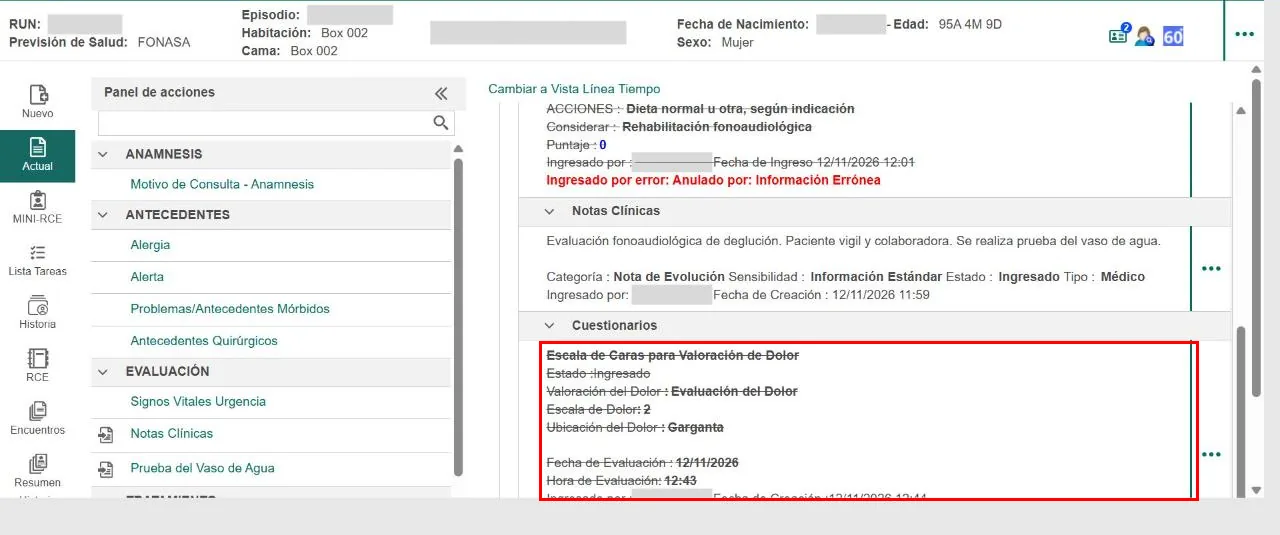 RUN:
Previsión de Salud: FONASA
Episodio:
Habitación: Box 002
Cama: Box 002
Fecha de Nacimiento: - Edad: 95A 4M 9D
Sexo: Mujer
2
60
Nuevo
Actual
MINI-RCE
Lista Tareas
Historia
RCE
Encuentros
Resumen
Panel de acciones
ANAMNESIS
Motivo de Consulta - Anamnesis
ANTECEDENTES
Alergia
Alerta
Problemas/Antecedentes Mórbidos
Antecedentes Quirúrgicos
EVALUACIÓN
Signos Vitales Urgencia
Notas Clínicas
Prueba del Vaso de Agua
TRATAMIENTO
Cambiar a Vista Línea Tiempo
ACCIONES : Dieta normal u otra, según indicación
Considerar : Rehabilitación fonoaudiológica
Puntaje : 0
Ingresado por : Fecha de Ingreso 12/11/2026 12:01
Ingresado por error: Anulado por: Información Errónea
Notas Clínicas
Evaluación fonoaudiológica de deglución. Paciente vigil y colaboradora. Se realiza prueba del vaso de agua.
Categoría : Nota de Evolución Sensibilidad : Información Estándar Estado : Ingresado Tipo : Médico
Ingresado por: Fecha de Creación : 12/11/2026 11:59
Cuestionarios
Escala de Caras para Valoración de Dolor
Estado :Ingresado
Valoración del Dolor : Evaluación del Dolor
Escala de Dolor: 2
Ubicación del Dolor : Garganta
Fecha de Evaluación : 12/11/2026
Hora de Evaluación: 12:43
Ingresado por : Fecha de Creación :12/11/2026 12:44